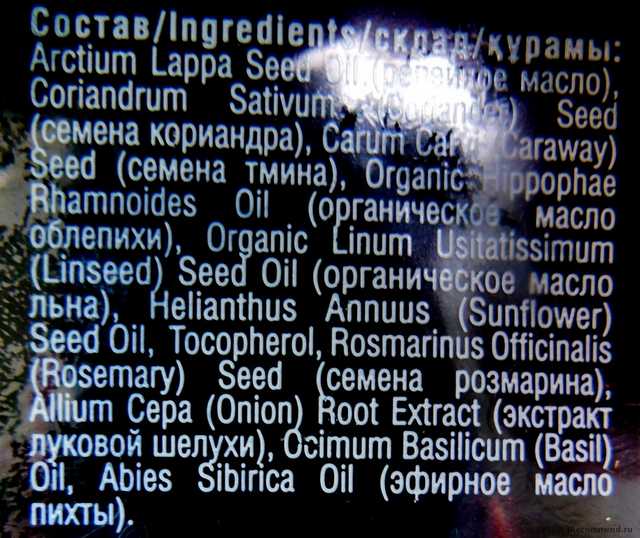 Состав/Ingredients/склад/құрамы:
Arctium Lappa Seed Oil (репейное масло),
Coriandrum Sativum (Coriander) Seed
(семена кориандра), Carum Carvi (Caraway)
Seed (семена тмина), Organic Hippophae
Rhamnoides Oil (органическое масло
облепихи), Organic Linum Usitatissimum
(Linseed) Seed Oil (органическое масло
льна), Helianthus Annuus (Sunflower)
Seed Oil, Tocopherol, Rosmarinus Officinalis
(Rosemary) Seed (семена розмарина),
Allium Cepa (Onion) Root Extract (экстракт
луковой шелухи), Ocimum Basilicum (Basil)
Oil, Abies Sibirica Oil (эфирное масло
пихты).